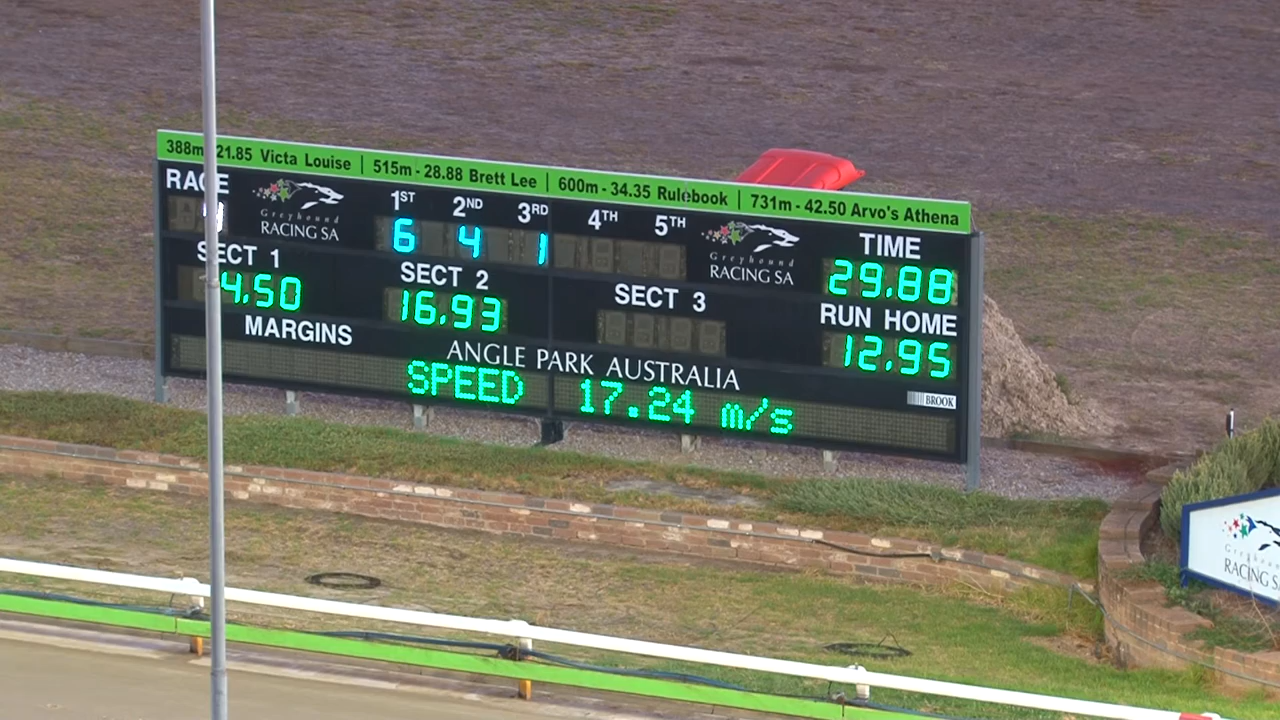 388m 21.85 Victa Louise | 515m - 28.88 Brett Lee | 600m - 34.35 Rulebook | 731m - 42.50 Arvo's Athena
RACE
Greyhound
RACING SA
1ST 2ND 3RD 4TH 5TH
6 4 1
Greyhound
RACING SA
TIME
29.88
SECT 1
4.50
SECT 2
16.93
SECT 3
RUN HOME
12.95
MARGINS
ANGLE PARK AUSTRALIA
SPEED 17.24 m/s
BROOK
RACING S